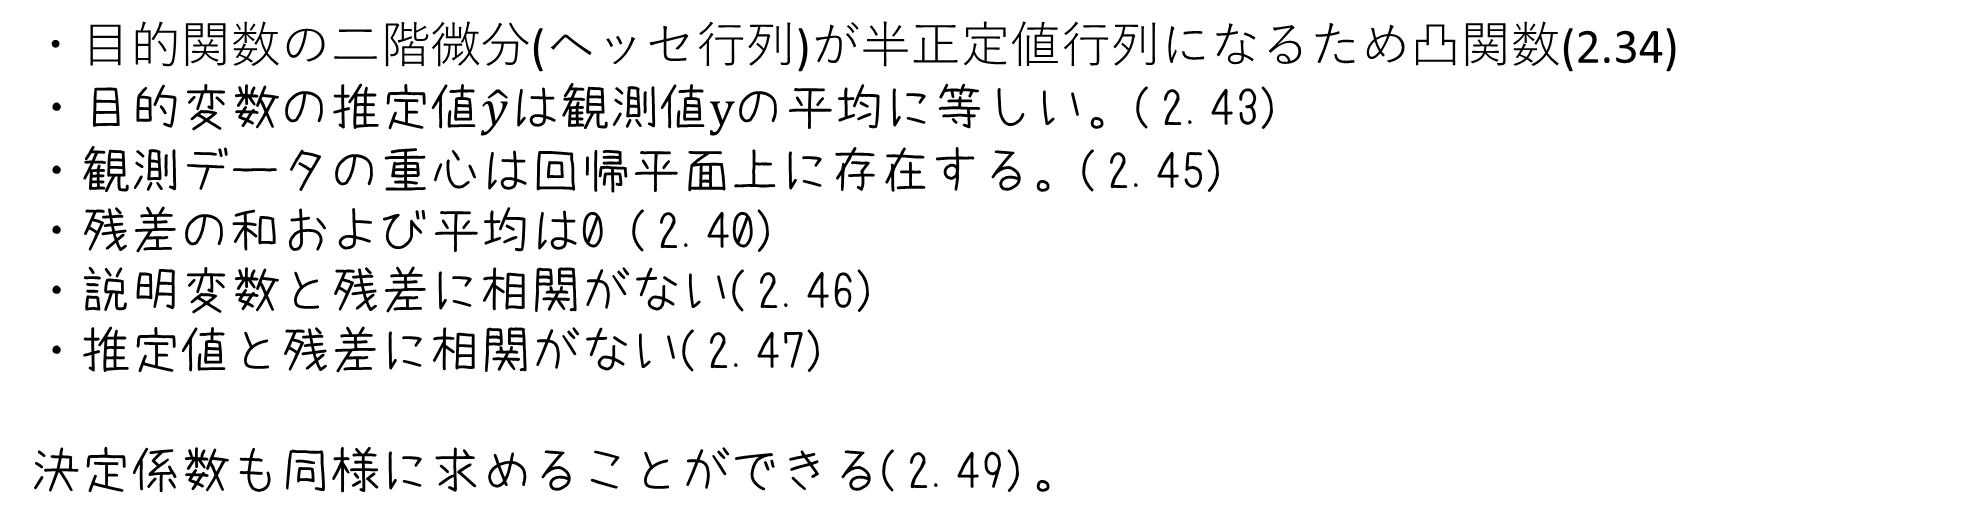 ・目的関数の二階微分(ヘッセ行列)が半正定値行列になるため凸関数(2.34)
・目的変数の推定値ŷは観測値yの平均に等しい。(2.43)
・観測データの重心は回帰平面上に存在する。(2.45)
・残差の和および平均は0 (2.40)
・説明変数と残差に相関がない(2.46)
・推定値と残差に相関がない(2.47)
決定係数も同様に求めることができる(2.49)。